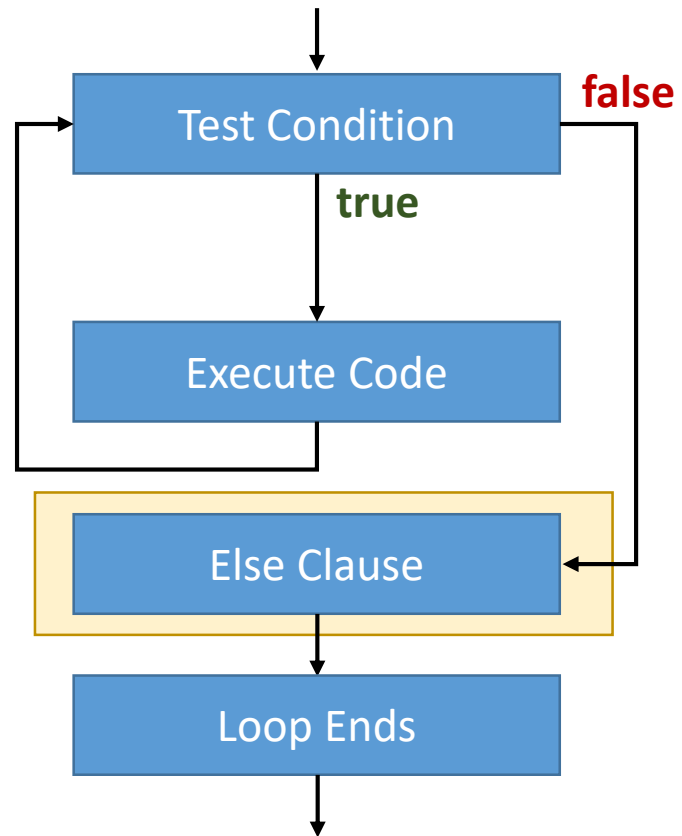 Test Condition
false
true
Execute Code
Else Clause
Loop Ends